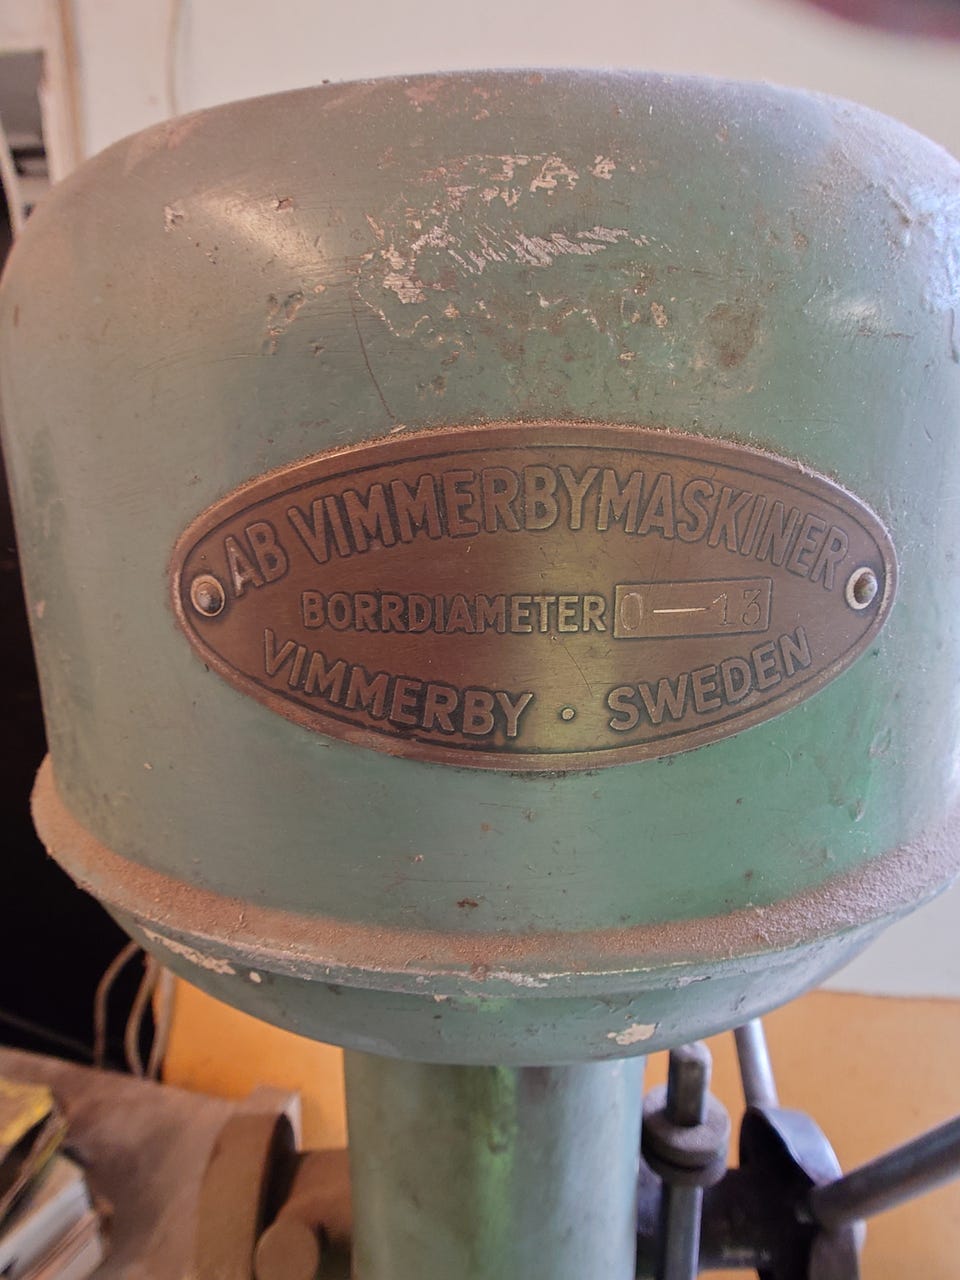 AB VIMMERBYMASKINER
BORRDIAMETER 0 — 13
VIMMERBY · SWEDEN